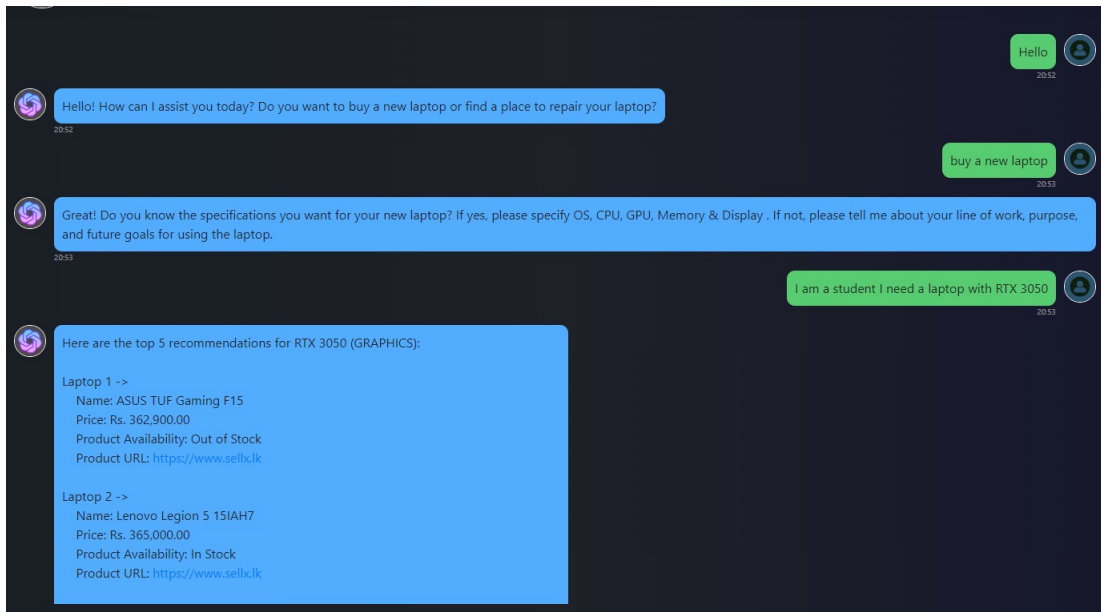 Hello
20:52
Hello! How can I assist you today? Do you want to buy a new laptop or find a place to repair your laptop?
20:52
buy a new laptop
20:53
Great! Do you know the specifications you want for your new laptop? If yes, please specify OS, CPU, GPU, Memory & Display . If not, please tell me about your line of work, purpose,
and future goals for using the laptop.
20:53
I am a student I need a laptop with RTX 3050
20:53
Here are the top 5 recommendations for RTX 3050 (GRAPHICS):
Laptop 1 ->
Name: ASUS TUF Gaming F15
Price: Rs. 362,900.00
Product Availability: Out of Stock
Product URL: https://www.sellx.lk
Laptop 2 ->
Name: Lenovo Legion 5 15IAH7
Price: Rs. 365,000.00
Product Availability: In Stock
Product URL: https://www.sellx.lk